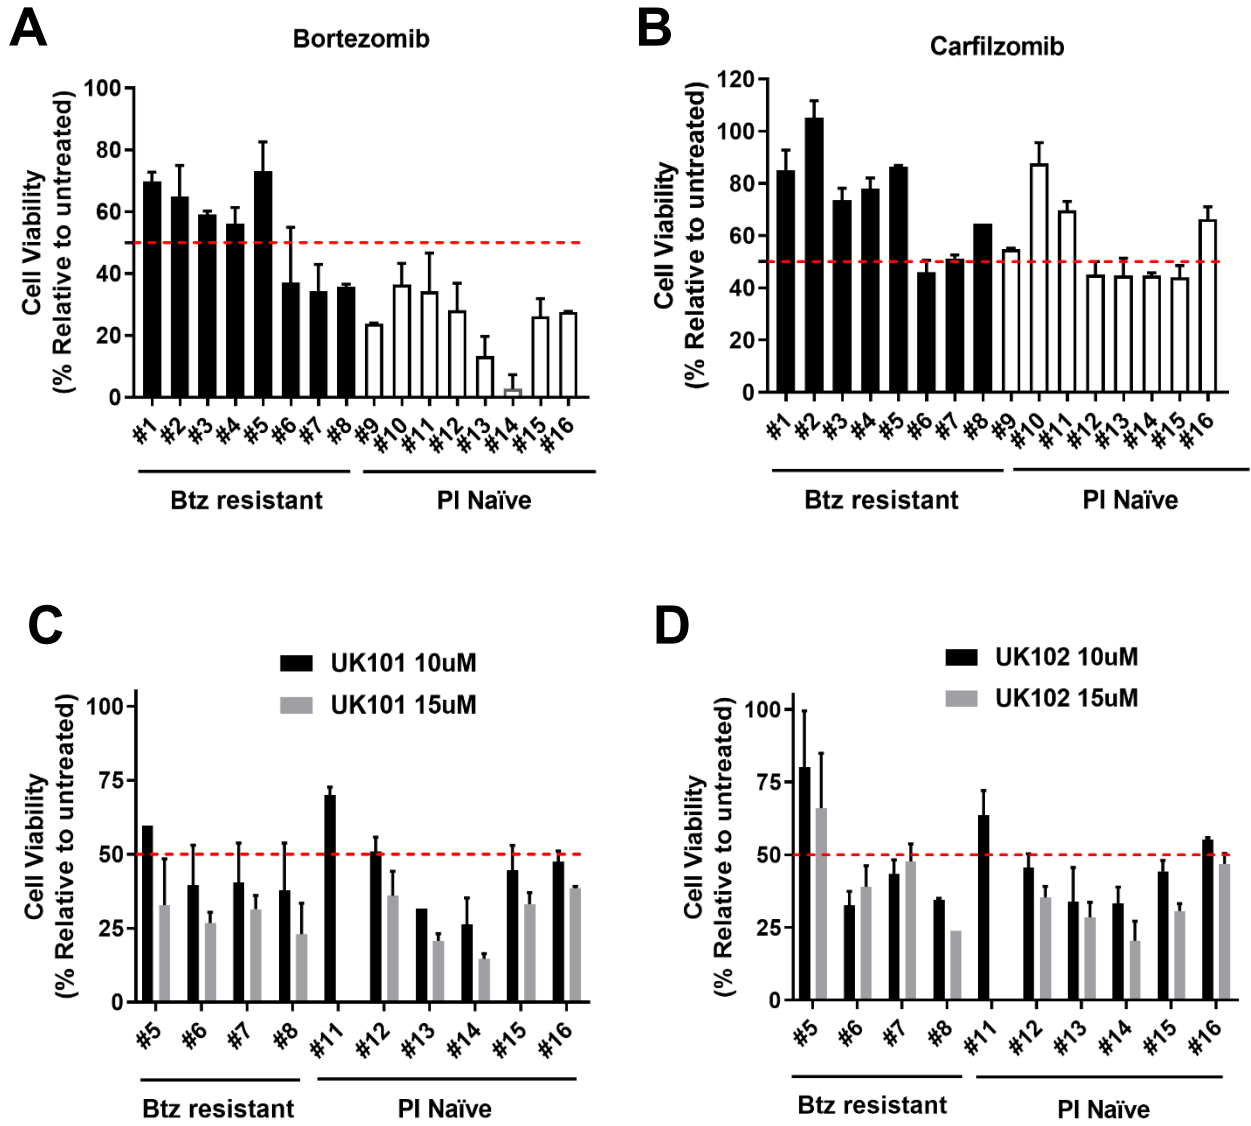 A
Bortezomib
Cell Viability
(% Relative to untreated)
100
80
60
40
20
0
#1 #2 #3 #4 #5 #6 #7 #8 #9 #10 #11 #12 #13 #14 #15 #16
Btz resistant PI Naïve
B
Carfilzomib
Cell Viability
(% Relative to untreated)
120
100
80
60
40
20
0
#1 #2 #3 #4 #5 #6 #7 #8 #9 #10 #11 #12 #13 #14 #15 #16
Btz resistant PI Naïve
C
UK101 10uM
UK101 15uM
Cell Viability
(% Relative to untreated)
100
75
50
25
0
#5 #6 #7 #8 #11 #12 #13 #14 #15 #16
Btz resistant PI Naïve
D
UK102 10uM
UK102 15uM
Cell Viability
(% Relative to untreated)
100
75
50
25
0
#5 #6 #7 #8 #11 #12 #13 #14 #15 #16
Btz resistant PI Naïve